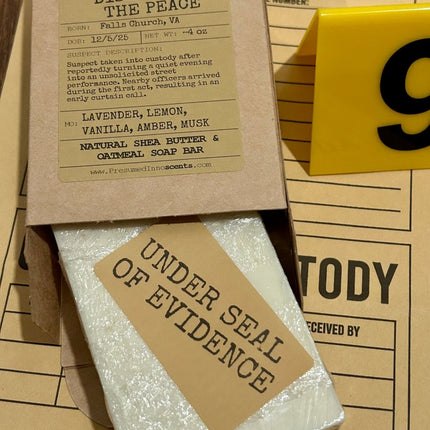 THE PEACE
BORN: Falls Church, VA
DOB: 12/5/25 NET WT: ~4 oz
SUSPECT DESCRIPTION:
Suspect taken into custody after
reportedly turning a quiet evening
into an unsolicited street
performance. Nearby officers arrived
during the first act, resulting in an
early curtain call.
MO: LAVENDER, LEMON,
VANILLA, AMBER, MUSK
NATURAL SHEA BUTTER &
OATMEAL SOAP BAR
www.PresumedInnoscents.com
UNDER SEAL
OF EVIDENCE
9
TODY
ECEIVED BY
E NUMBER: